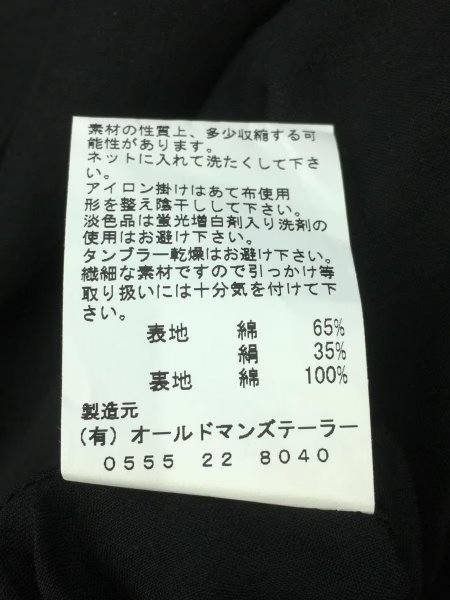 素材の性質上、多少収縮する可
能性があります。
ネットに入れて洗たくして下さ
い。
アイロン掛けはあて布使用
形を整え陰干しして下さい。
淡色品は蛍光増白剤入り洗剤の
使用はお避け下さい。
タンブラー乾燥はお避け下さい。
繊細な素材ですので引っかけ等
取り扱いには十分気を付けて下
さい。
表地 綿 65%
絹 35%
裏地 綿 100%
製造元
(有) オールドマンズテーラー
0555 22 8040